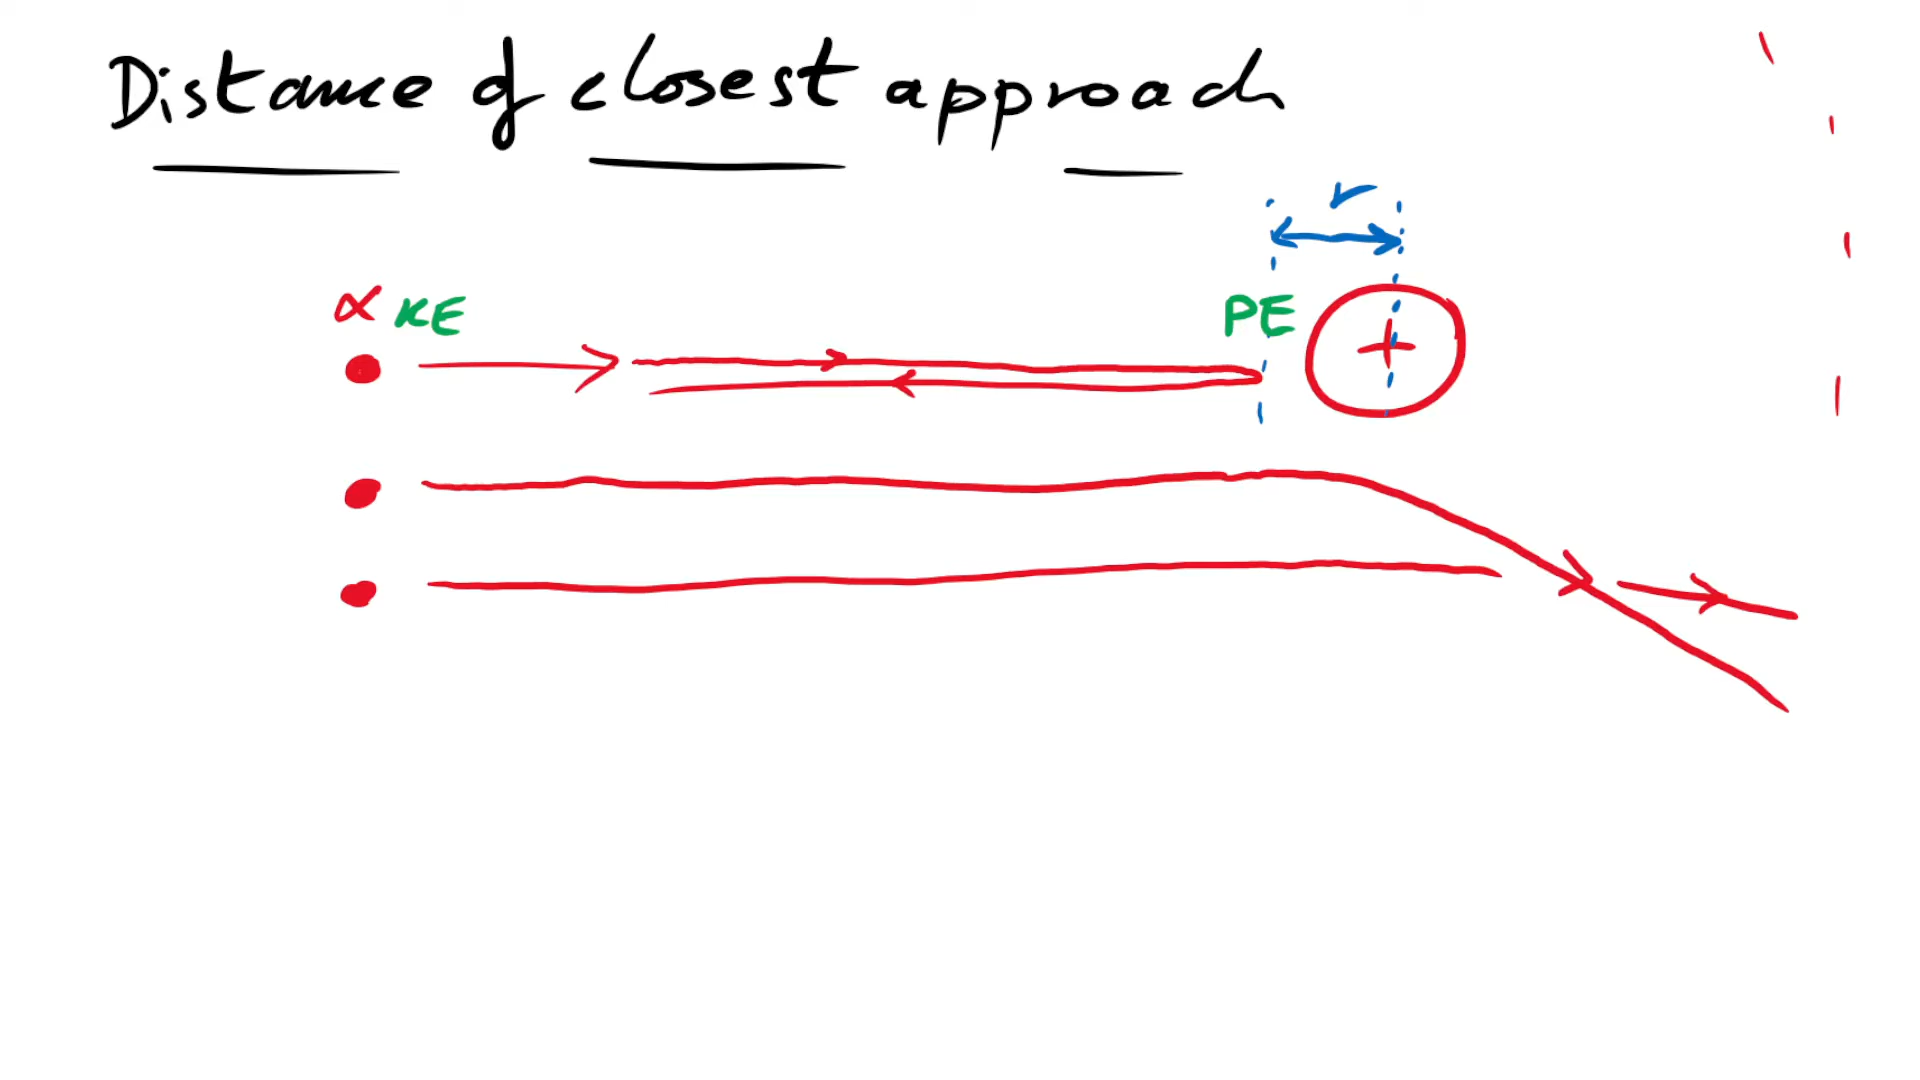 Distance of closest approach
r
α KE PE
+